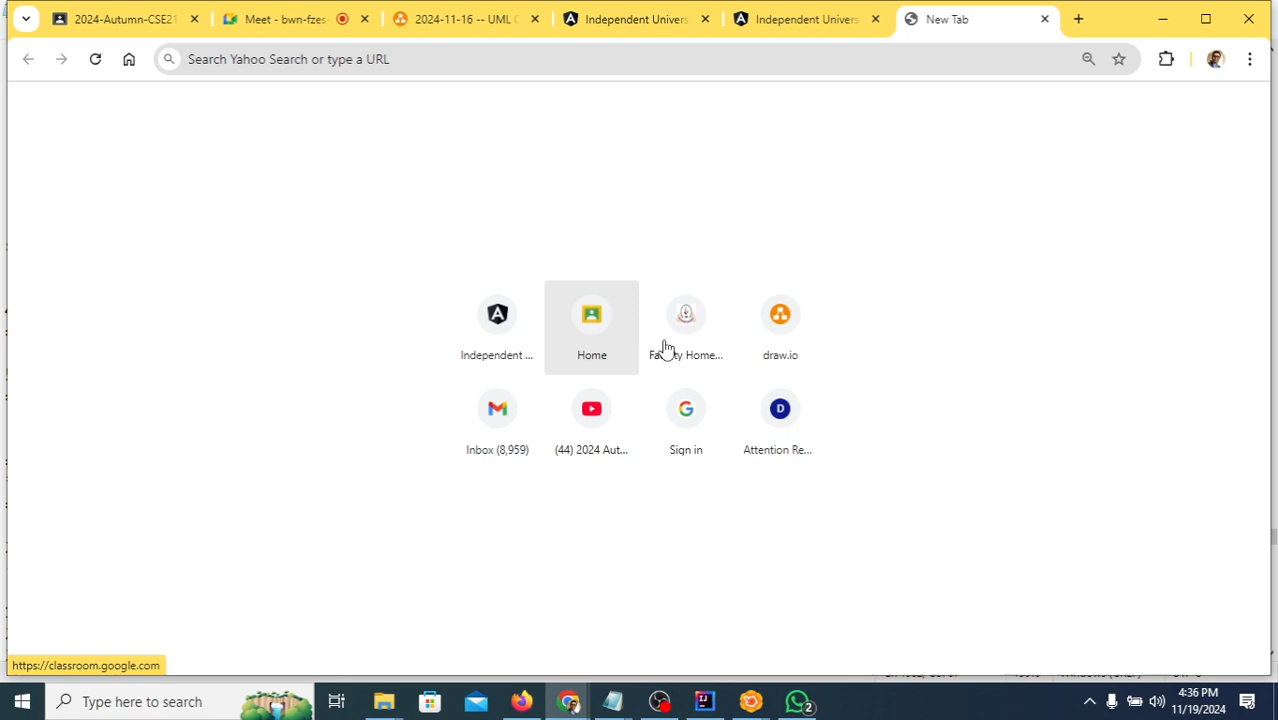 2024-Autumn-CSE21
Meet - bwn-fzes-
2024-11-16 -- UML C
Independent Univers
Independent Univers
New Tab
Search Yahoo Search or type a URL
Independent ...
Home
Faculty Home...
draw.io
Inbox (8,959)
(44) 2024 Aut...
Sign in
D
Attention Re...
https://classroom.google.com
Type here to search
2
4:36 PM
11/19/2024